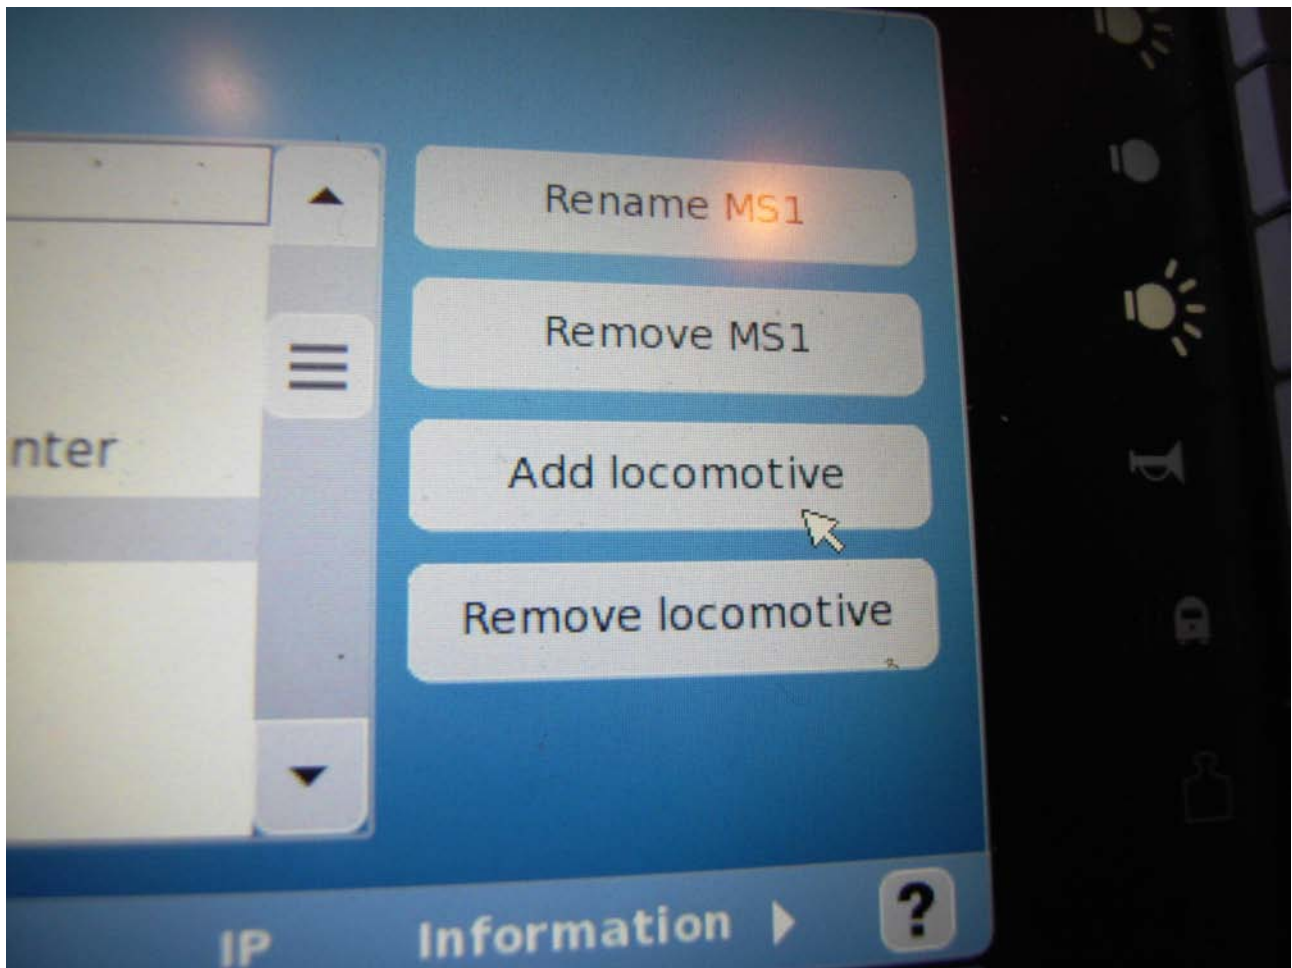 Rename MS1
Remove MS1
nter
Add locomotive
Remove locomotive
IP
Information
?